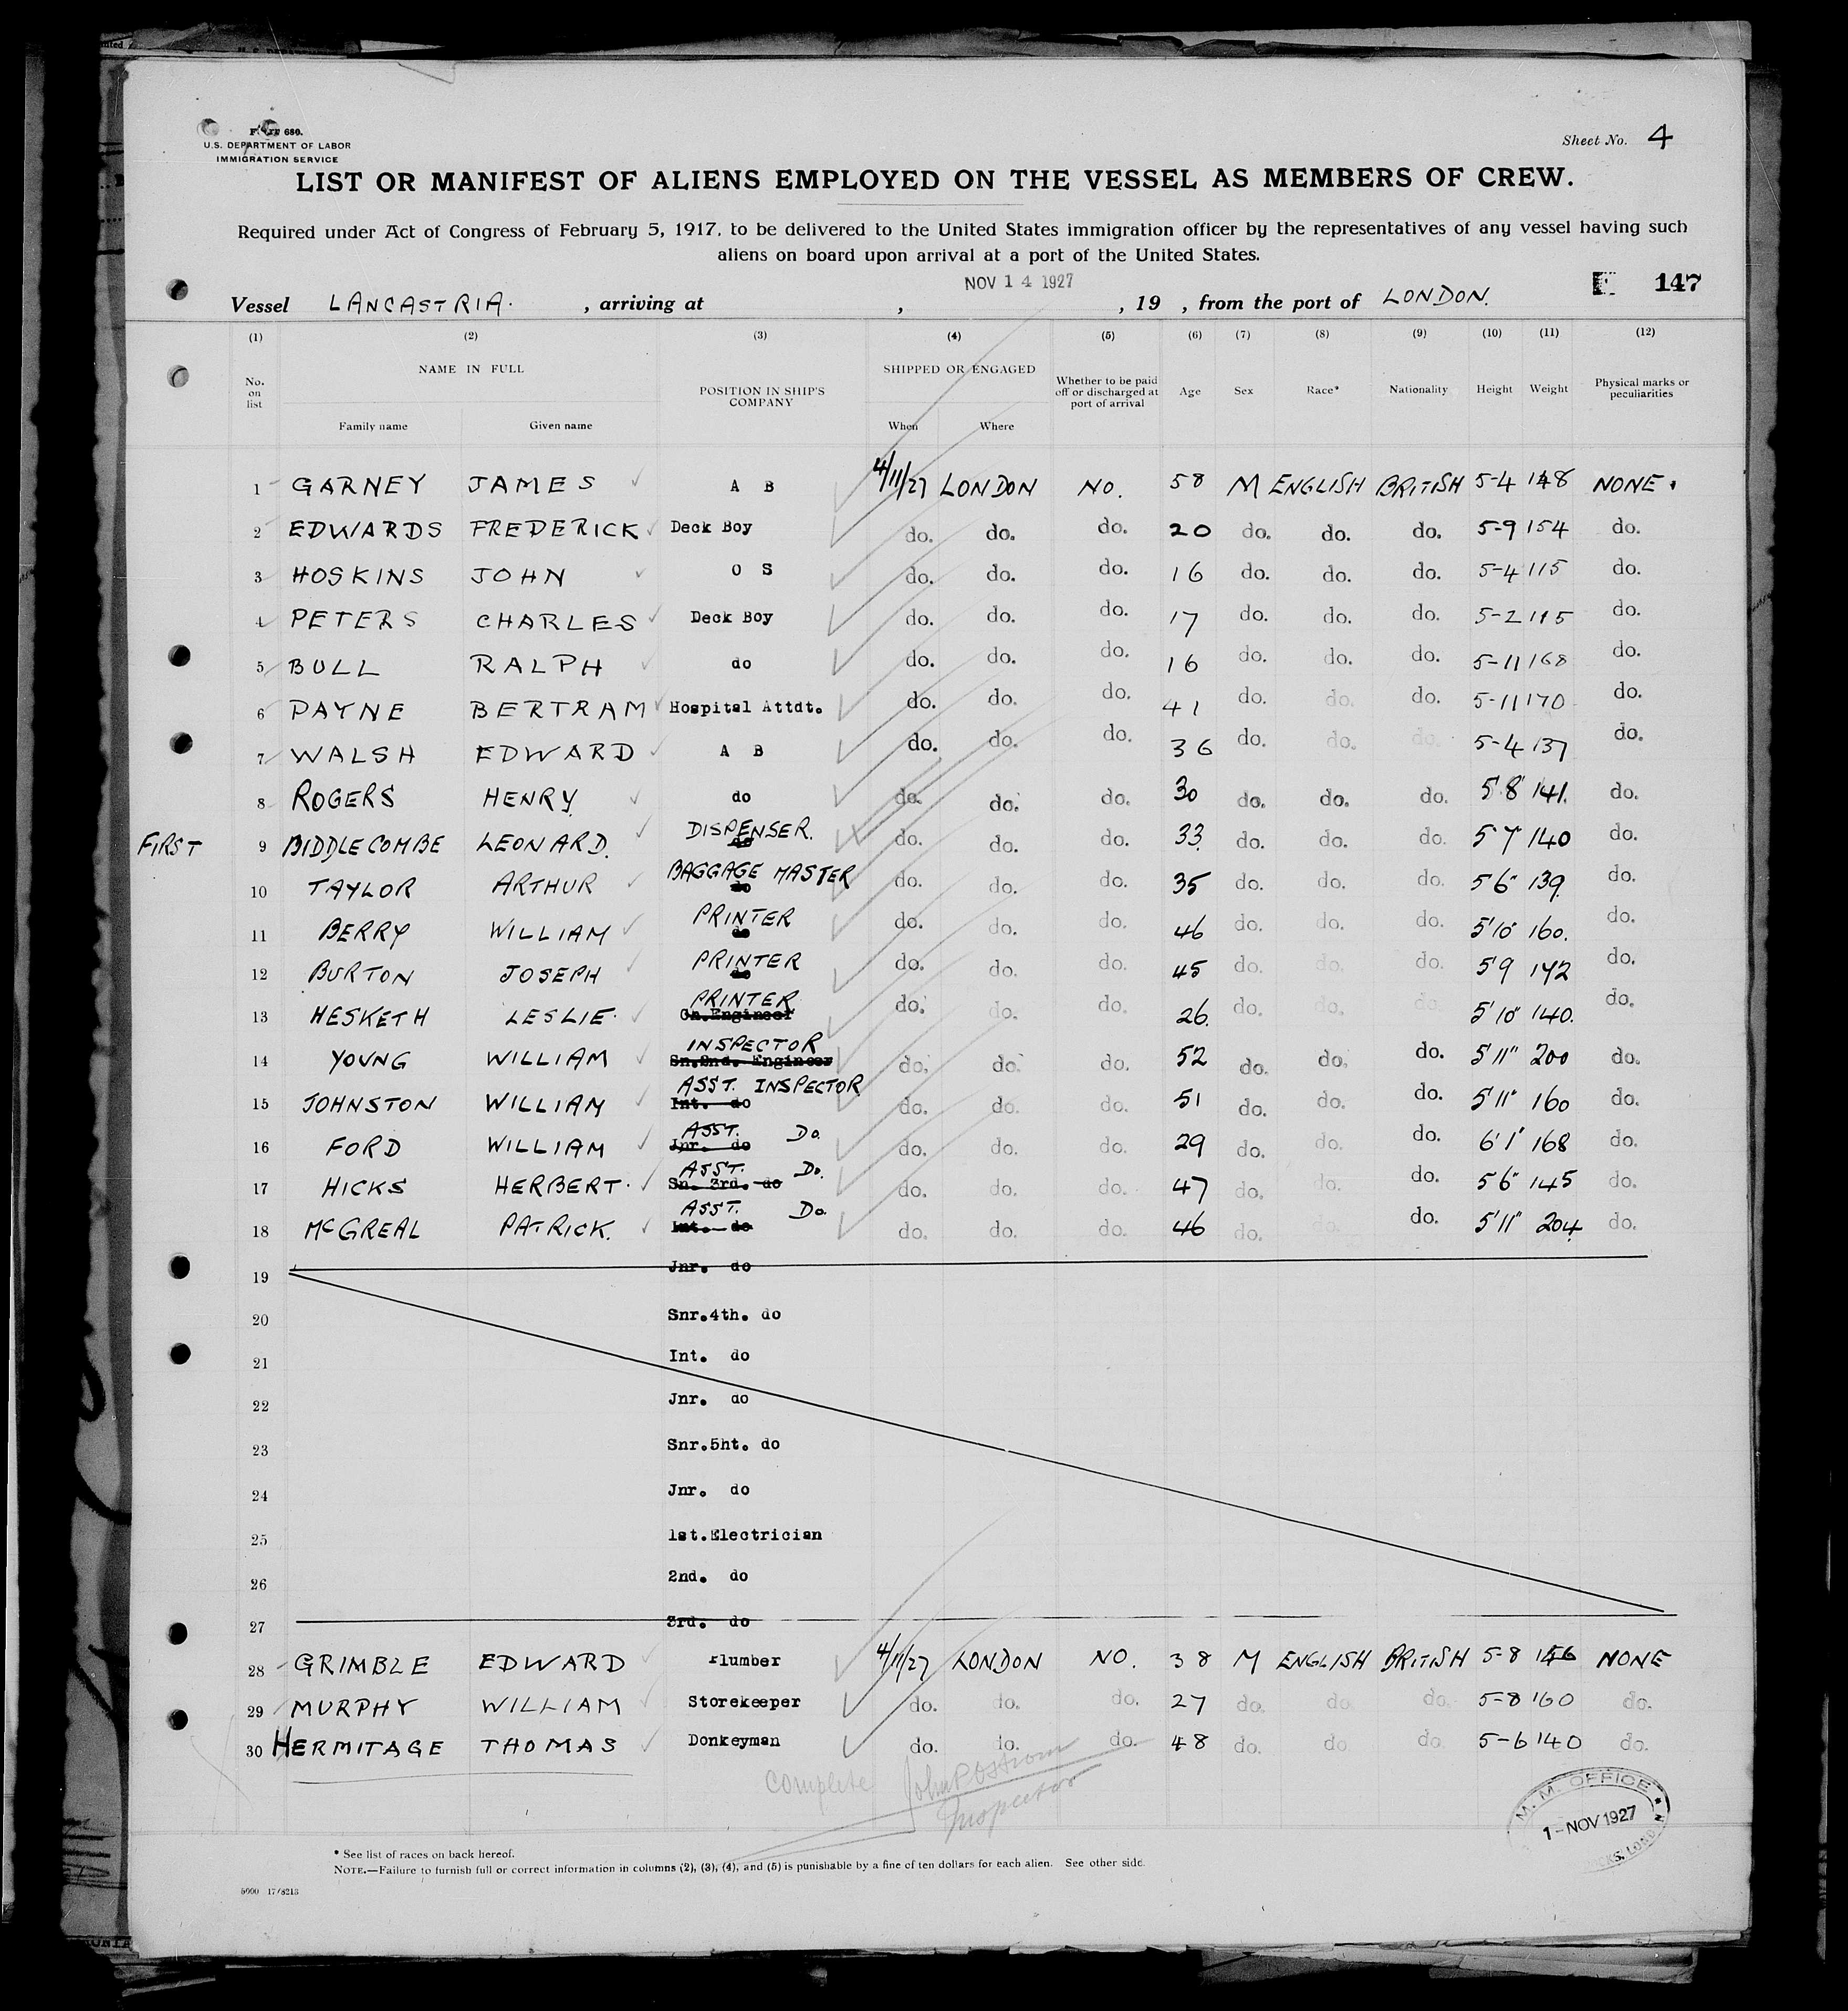 Sheet No. 4
U.S. DEPARTMENT OF LABOR
IMMIGRATION SERVICE
LIST OR MANIFEST OF ALIENS EMPLOYED ON THE VESSEL AS MEMBERS OF CREW.
Required under Act of Congress of February 5, 1917, to be delivered to the United States immigration officer by the representatives of any vessel having such
aliens on board upon arrival at a port of the United States.
NOV 14 1927
147
Vessel LANCASTRIA. , arriving at , , 19 , from the port of LONDON.
(1) (2) (3) (4) (5) (6) (7) (8) (9) (10) (11) (12)
No. on list NAME IN FULL POSITION IN SHIP'S COMPANY SHIPPED OR ENGAGED Whether to be paid off or discharged at port of arrival Age Sex Race* Nationality Height Weight Physical marks or peculiarities
Family name Given name When Where
1 GARNEY JAMES A B 4/11/27 LONDON NO. 58 M ENGLISH BRITISH 5-4 148 NONE.
2 EDWARDS FREDERICK Deck Boy do. do. do. 20 do. do. do. 5-9 154 do.
3 HOSKINS JOHN O S do. do. do. 16 do. do. do. 5-4 115 do.
4 PETERS CHARLES Deck Boy do. do. do. 17 do. do. do. 5-2 115 do.
5 BULL RALPH do do. do. do. 16 do. do. do. 5-11 168 do.
6 PAYNE BERTRAM Hospital Attdt. do. do. do. 41 do. do. do. 5-11 170 do.
7 WALSH EDWARD A B do. do. do. 36 do. do. do. 5-4 137 do.
8 ROGERS HENRY. do do. do. do. 30 do. do. do. 5'8" 141. do.
FIRST 9 BIDDLECOMBE LEONARD. DISPENSER. do do. do. do. 33. do. do. do. 5'7" 140 do.
10 TAYLOR ARTHUR BAGGAGE MASTER do do. do. do. 35 do. do. do. 5'6" 139. do.
11 BERRY WILLIAM PRINTER do do. do. do. 46 do. do. do. 5'10" 160. do.
12 BURTON JOSEPH PRINTER do do. do. do. 45 do. do. do. 5'9 142 do.
13 HESKETH LESLIE. PRINTER Ch.Engineer do. do. do. 26. do. do. do. 5'10" 140. do.
14 YOUNG WILLIAM INSPECTOR Sn.2nd. Engineer do. do. do. 52 do. do. do. 5'11" 200 do.
15 JOHNSTON WILLIAM ASST. INSPECTOR Int. do do. do. do. 51 do. do. do. 5'11" 160 do.
16 FORD WILLIAM ASST. Do. Jnr. do do. do. do. 29 do. do. do. 6'1" 168 do.
17 HICKS HERBERT. ASST. Do. Sn. 3rd. do do. do. do. 47 do. do. do. 5'6" 145 do.
18 McGREAL PATRICK. ASST. Do. Int. do do. do. do. 46 do. do. do. 5'11" 204 do.
19 Jnr. do
20 Snr.4th. do
21 Int. do
22 Jnr. do
23 Snr.5ht. do
24 Jnr. do
25 1st.Electrician
26 2nd. do
27 3rd. do
28 GRIMBLE EDWARD Plumber 4/11/27 LONDON NO. 38 M ENGLISH BRITISH 5-8 156 NONE
29 MURPHY WILLIAM Storekeeper do. do. do. 27 do. do. do. 5-8 160 do.
30 HERMITAGE THOMAS Donkeyman do. do. do. 48 do. do. do. 5-6 140 do.
Complete John P
Inspector
M. M. OFFICE
1-NOV 1927
* See list of races on back hereof.
NOTE.—Failure to furnish full or correct information in columns (2), (3), (4), and (5) is punishable by a fine of ten dollars for each alien. See other side.